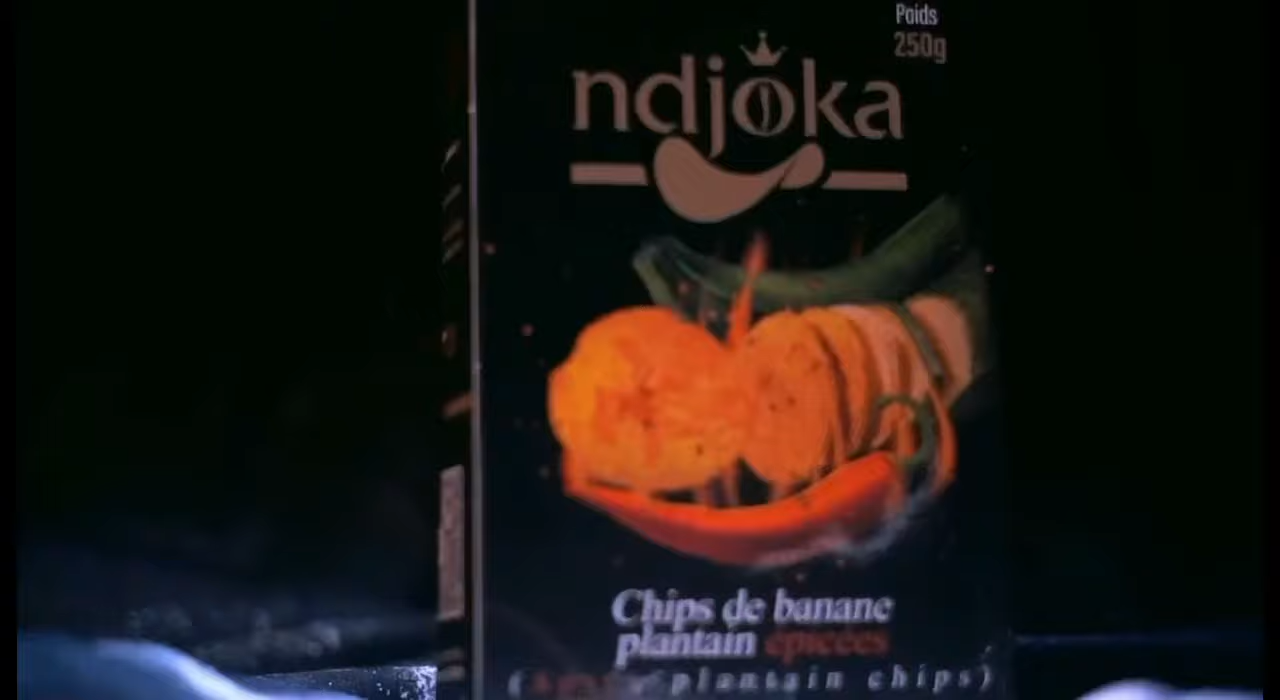 Poids
250g
ndjoka
Chips de banane
plantain épicées
( plantain chips)